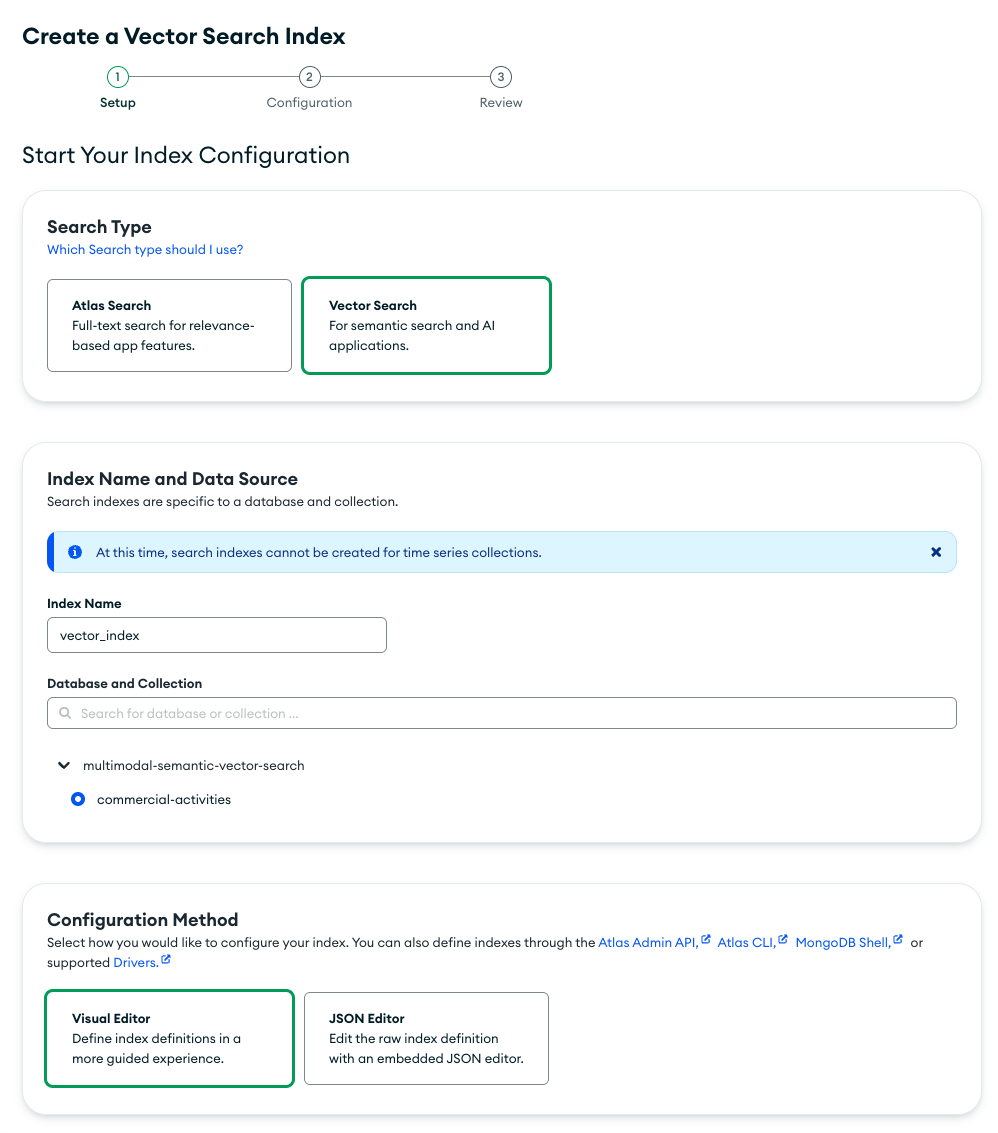 Create a Vector Search Index
1
2
3
Setup
Configuration
Review
Start Your Index Configuration
Search Type
Which Search type should I use?
Atlas Search
Full-text search for relevance-
based app features.
Vector Search
For semantic search and AI
applications.
Index Name and Data Source
Search indexes are specific to a database and collection.
At this time, search indexes cannot be created for time series collections.
Index Name
vector_index
Database and Collection
Search for database or collection ...
multimodal-semantic-vector-search
commercial-activities
Configuration Method
Select how you would like to configure your index. You can also define indexes through the Atlas Admin API, Atlas CLI, MongoDB Shell, or
supported Drivers.
Visual Editor
Define index definitions in a
more guided experience.
JSON Editor
Edit the raw index definition
with an embedded JSON editor.